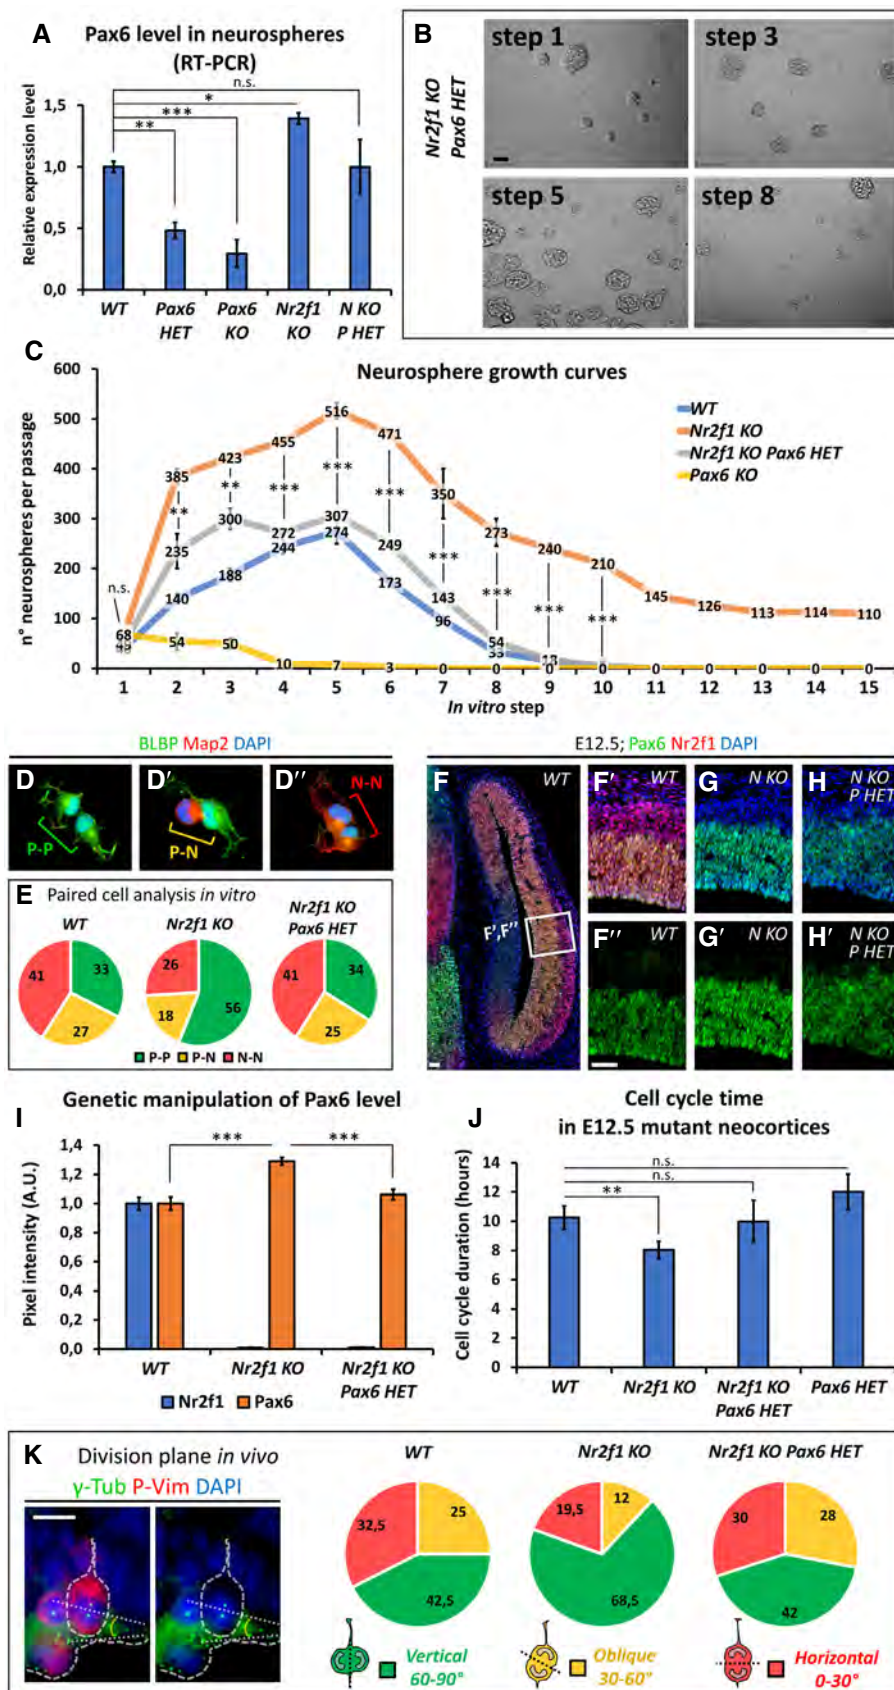 A
Pax6 level in neurospheres
(RT-PCR)
Relative expression level
1,5
1,0
0,5
0,0
n.s.
*
***
**
WT
Pax6 HET
Pax6 KO
Nr2f1 KO
N KO P HET
B
Nr2f1 KO
Pax6 HET
step 1
step 3
step 5
step 8
C
Neurosphere growth curves
n° neurospheres per passage
600
500
400
300
200
100
0
WT
Nr2f1 KO
Nr2f1 KO Pax6 HET
Pax6 KO
n.s.
** ** *** *** *** *** *** *** ***
68 385 423 455 516 471 350 273 240 210 145 126 113 114 110
235 300 272 307 249 143 54
45 140 188 244 274 173 96 33 18
54 50 10 7 3 0 0 0 0 0 0 0 0 0
1 2 3 4 5 6 7 8 9 10 11 12 13 14 15
In vitro step
BLBP Map2 DAPI
D
P-P
D'
P-N
D''
N-N
E
Paired cell analysis in vitro
WT
Nr2f1 KO
Nr2f1 KO
Pax6 HET
41 33 27
26 56 18
41 34 25
P-P P-N N-N
E12.5; Pax6 Nr2f1 DAPI
F WT
F',F''
F' WT
G N KO
H N KO
P HET
F'' WT
G' N KO
H' N KO
P HET
I
Genetic manipulation of Pax6 level
Pixel intensity (A.U.)
1,4
1,2
1,0
0,8
0,6
0,4
0,2
0,0
*** ***
WT
Nr2f1 KO
Nr2f1 KO
Pax6 HET
Nr2f1 Pax6
J
Cell cycle time
in E12.5 mutant neocortices
Cell cycle duration (hours)
14
12
10
8
6
4
2
0
n.s.
n.s.
**
WT
Nr2f1 KO
Nr2f1 KO
Pax6 HET
Pax6 HET
K
Division plane in vivo
γ-Tub P-Vim DAPI
WT
32,5 25 42,5
Nr2f1 KO
19,5 12 68,5
Nr2f1 KO Pax6 HET
30 28 42
Vertical
60-90°
Oblique
30-60°
Horizontal
0-30°